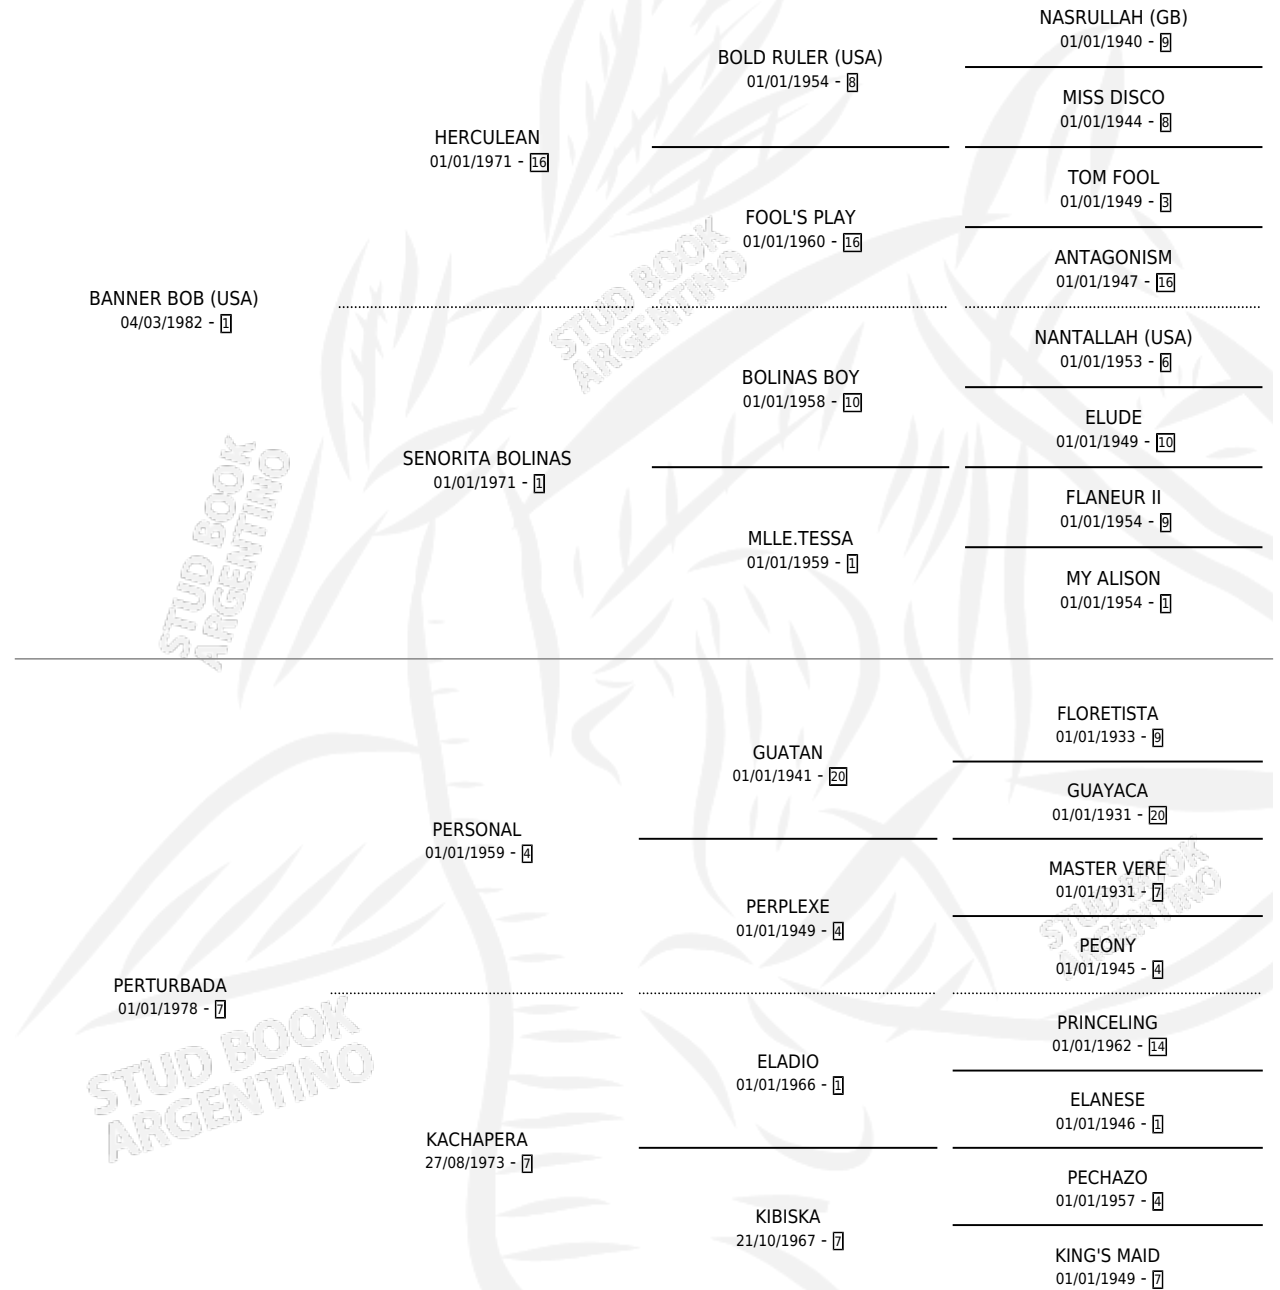 NASRULLAH (GB)
01/01/1940 - 9
BOLD RULER (USA)
01/01/1954 - 8
MISS DISCO
01/01/1944 - 8
HERCULEAN
01/01/1971 - 16
TOM FOOL
01/01/1949 - 3
FOOL'S PLAY
01/01/1960 - 16
ANTAGONISM
01/01/1947 - 16
BANNER BOB (USA)
04/03/1982 - 1
NANTALLAH (USA)
01/01/1953 - 6
BOLINAS BOY
01/01/1958 - 10
ELUDE
01/01/1949 - 10
SENORITA BOLINAS
01/01/1971 - 1
FLANEUR II
01/01/1954 - 9
MLLE.TESSA
01/01/1959 - 1
MY ALISON
01/01/1954 - 1
FLORETISTA
01/01/1933 - 9
GUATAN
01/01/1941 - 20
GUAYACA
01/01/1931 - 20
PERSONAL
01/01/1959 - 4
MASTER VERE
01/01/1931 - 7
PERPLEXE
01/01/1949 - 4
PEONY
01/01/1945 - 4
PERTURBADA
01/01/1978 - 7
PRINCELING
01/01/1962 - 14
ELADIO
01/01/1966 - 1
ELANESE
01/01/1946 - 1
KACHAPERA
27/08/1973 - 7
PECHAZO
01/01/1957 - 4
KIBISKA
21/10/1967 - 7
KING'S MAID
01/01/1949 - 7
STUD BOOK
ARGENTINO
STUD BOOK
ARGENTINO
STUD BOOK
ARGENTINO
STUD BOOK
ARGENTINO